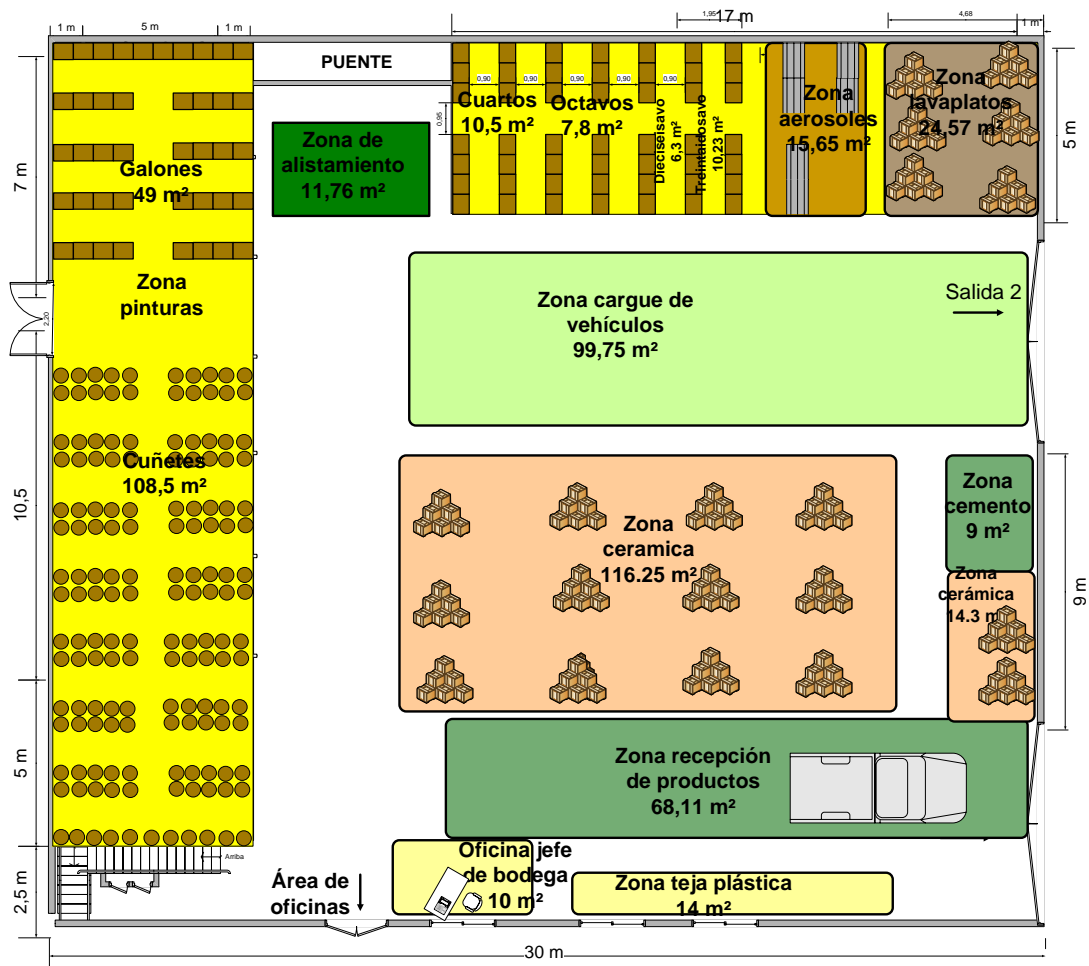 1 m
5 m
1 m
1,95
17 m
4,68
1 m
PUENTE
7 m
5 m
0,90
0,90
0,90
0,90
0,90
0,95
Galones
49 m²
Zona de
alistamiento
11,76 m²
Cuartos
10,5 m²
Octavos
7,8 m²
Dieciseisavo
6,3 m²
Treintaidosavo
10,23 m²
Zona
aerosoles
15,65 m²
Zona
lavaplatos
24,57 m²
Zona
pinturas
2,20
Zona cargue de
vehículos
99,75 m²
Salida 2
10,5
Cuñetes
108,5 m²
Zona
ceramica
116.25 m²
Zona
cemento
9 m²
Zona
cerámica
14.3 m²
9 m
5 m
Zona recepción
de productos
68,11 m²
2,5 m
Arriba
Área de
oficinas
Oficina jefe
de bodega
10 m²
Zona teja plástica
14 m²
30 m